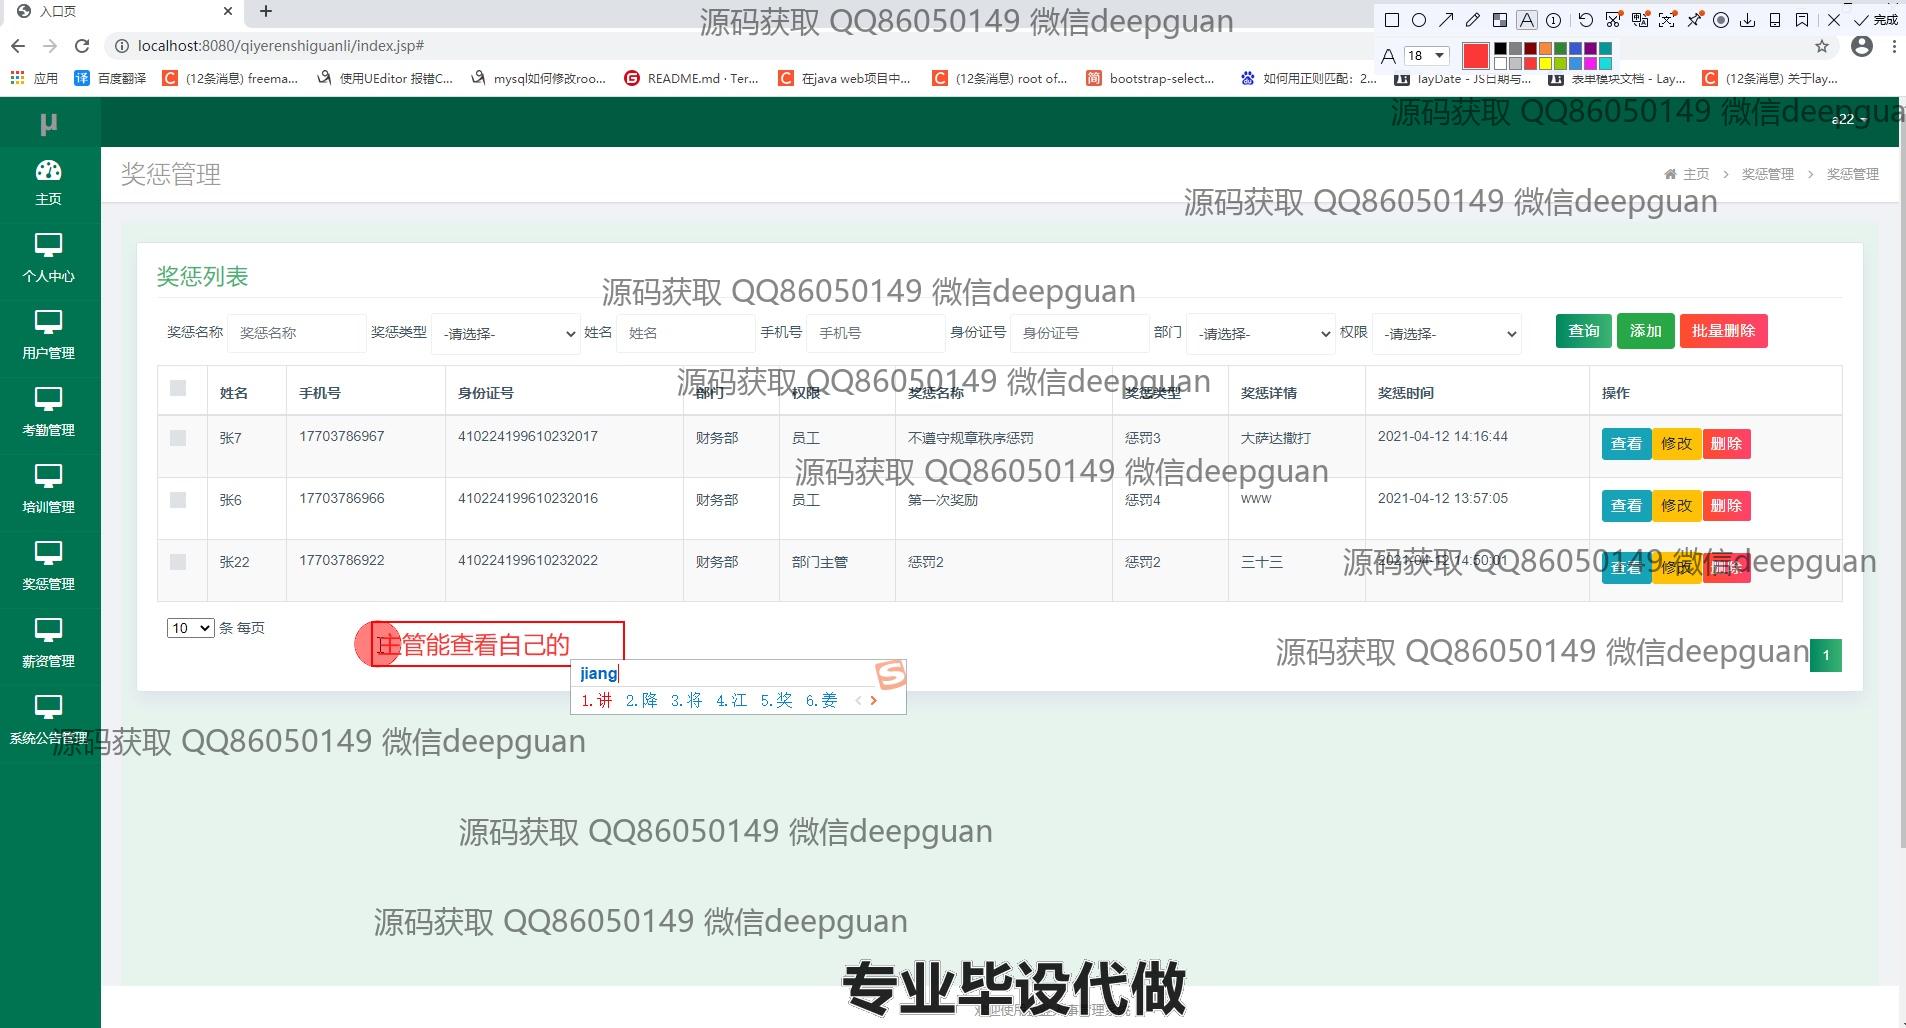 入口页
源码获取 QQ86050149 微信deepguan
完成
localhost:8080/qiyerenshiguanli/index.jsp#
18
应用
百度翻译
(12条消息) freema...
使用UEditor 报错C...
mysql如何修改roo...
README.md · Ter...
在java web项目中...
(12条消息) root of...
bootstrap-select...
如何用正则匹配：2...
layDate - JS日期与...
表单模块文档 - Lay...
(12条消息) 关于lay...
源码获取 QQ86050149 微信deepgua
μ
a22
主页
个人中心
用户管理
考勤管理
培训管理
奖惩管理
薪资管理
系统公告管理
奖惩管理
主页 > 奖惩管理 > 奖惩管理
源码获取 QQ86050149 微信deepguan
奖惩列表
源码获取 QQ86050149 微信deepguan
奖惩名称 奖惩名称 奖惩类型 -请选择- 姓名 姓名 手机号 手机号 身份证号 身份证号 部门 -请选择- 权限 -请选择- 查询 添加 批量删除
源码获取 QQ86050149 微信deepguan
姓名 手机号 身份证号 部门 权限 奖惩名称 奖惩类型 奖惩详情 奖惩时间 操作
张7 17703786967 410224199610232017 财务部 员工 不遵守规章秩序惩罚 惩罚3 大萨达撒打 2021-04-12 14:16:44 查看 修改 删除
源码获取 QQ86050149 微信deepguan
张6 17703786966 410224199610232016 财务部 员工 第一次奖励 惩罚4 www 2021-04-12 13:57:05 查看 修改 删除
张22 17703786922 410224199610232022 财务部 部门主管 惩罚2 惩罚2 三十三 2021-04-12 14:50:01 查看 修改 删除
源码获取 QQ86050149 微信deepguan
10 条 每页
主管能查看自己的
源码获取 QQ86050149 微信deepguan
1
jiang
1.讲 2.降 3.将 4.江 5.奖 6.姜
源码获取 QQ86050149 微信deepguan
源码获取 QQ86050149 微信deepguan
源码获取 QQ86050149 微信deepguan
专业毕设代做